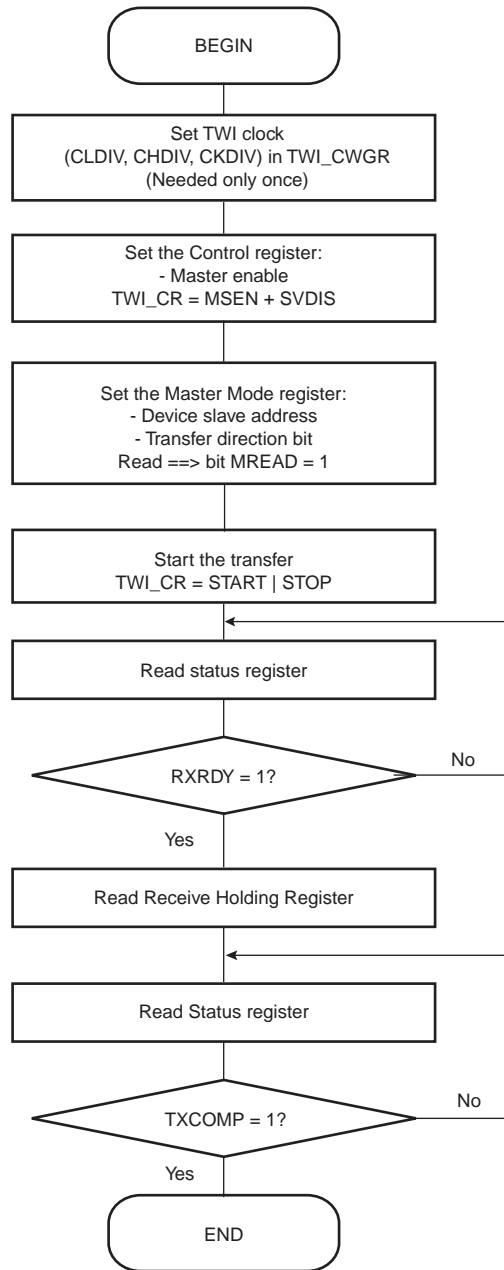 BEGIN
Set TWI clock
(CLDIV, CHDIV, CKDIV) in TWI_CWGR
(Needed only once)
Set the Control register:
- Master enable
TWI_CR = MSEN + SVDIS
Set the Master Mode register:
- Device slave address
- Transfer direction bit
Read ==> bit MREAD = 1
Start the transfer
TWI_CR = START | STOP
Read status register
RXRDY = 1?
No
Yes
Read Receive Holding Register
Read Status register
TXCOMP = 1?
No
Yes
END